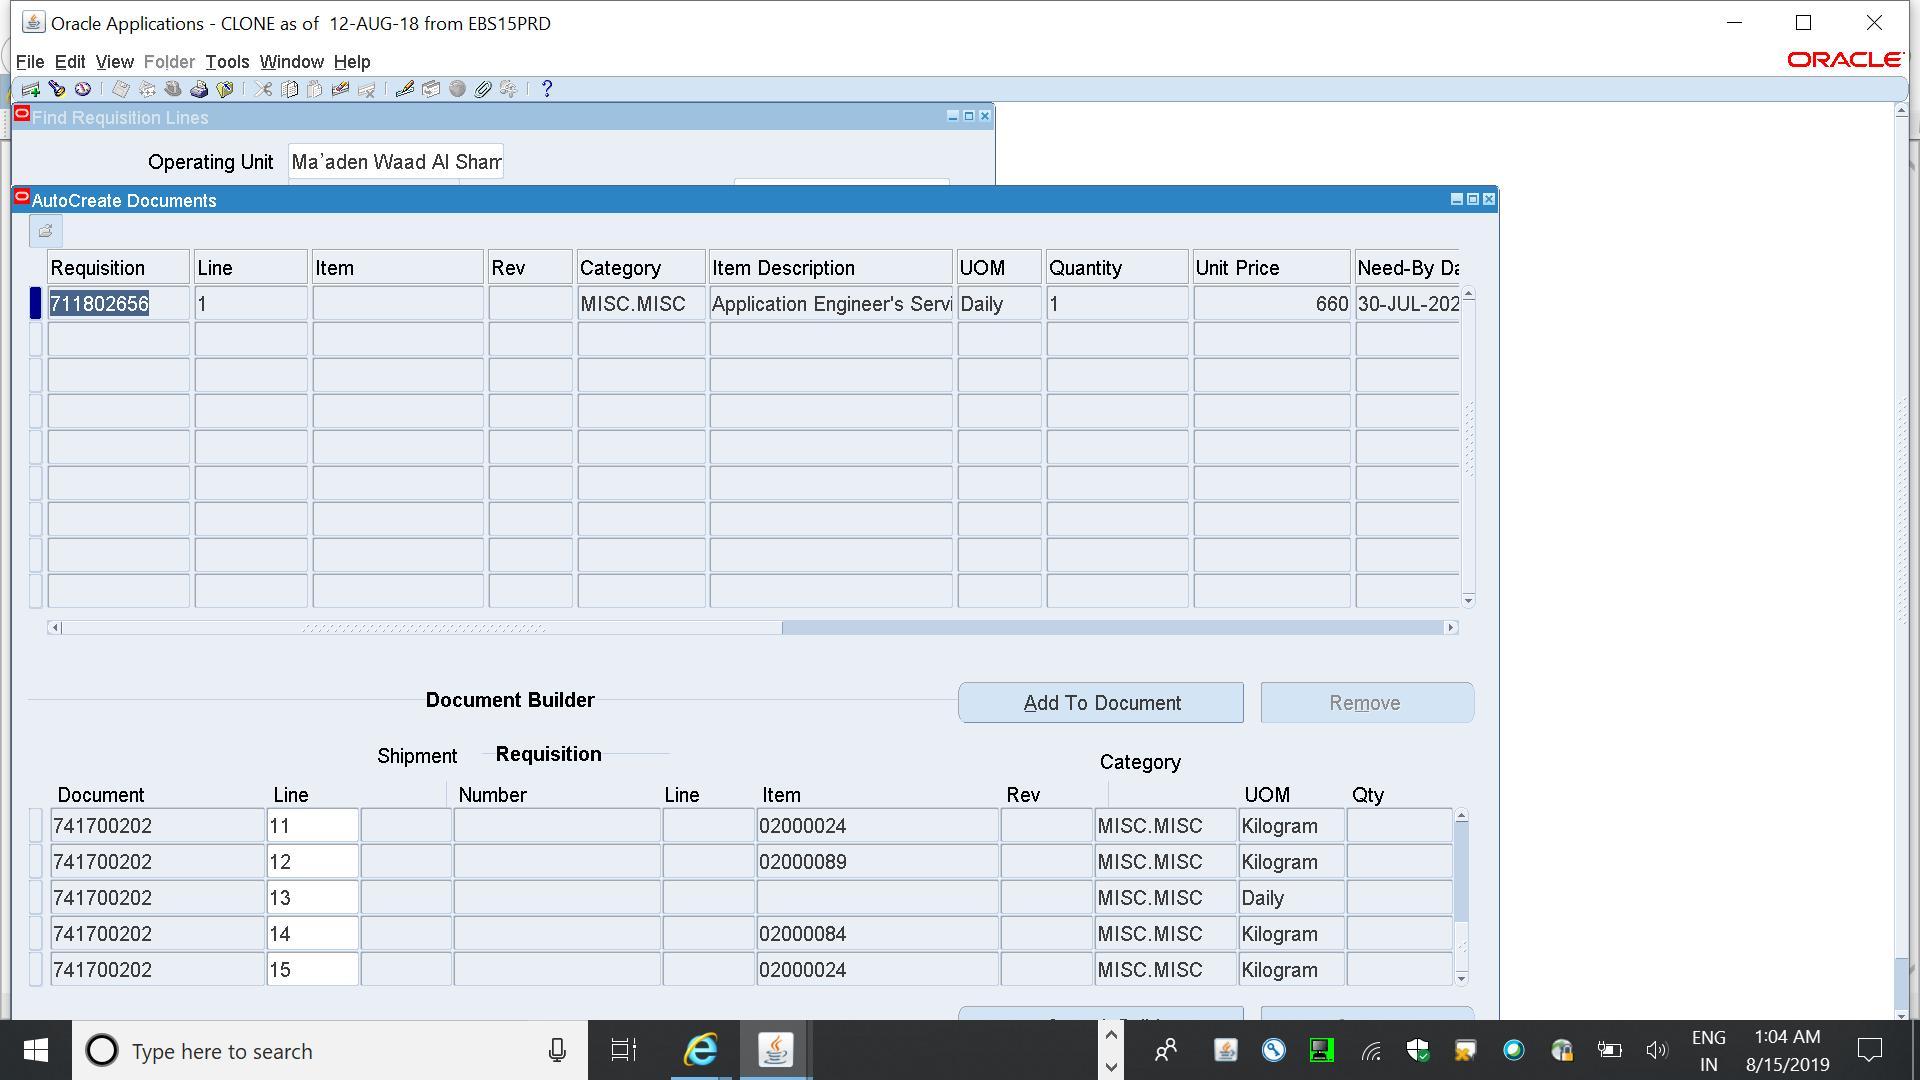 Oracle Applications - CLONE as of 12-AUG-18 from EBS15PRD
File Edit View Folder Tools Window Help
ORACLE
Find Requisition Lines
Operating Unit Ma'aden Waad Al Sham
AutoCreate Documents
Requisition Line Item Rev Category Item Description UOM Quantity Unit Price Need-By Da
711802656 1 MISC.MISC Application Engineer's Servi Daily 1 660 30-JUL-202
Document Builder Add To Document Remove
Shipment Requisition Category
Document Line Number Line Item Rev UOM Qty
741700202 11 02000024 MISC.MISC Kilogram
741700202 12 02000089 MISC.MISC Kilogram
741700202 13 MISC.MISC Daily
741700202 14 02000084 MISC.MISC Kilogram
741700202 15 02000024 MISC.MISC Kilogram
Type here to search
ENG 1:04 AM
IN 8/15/2019